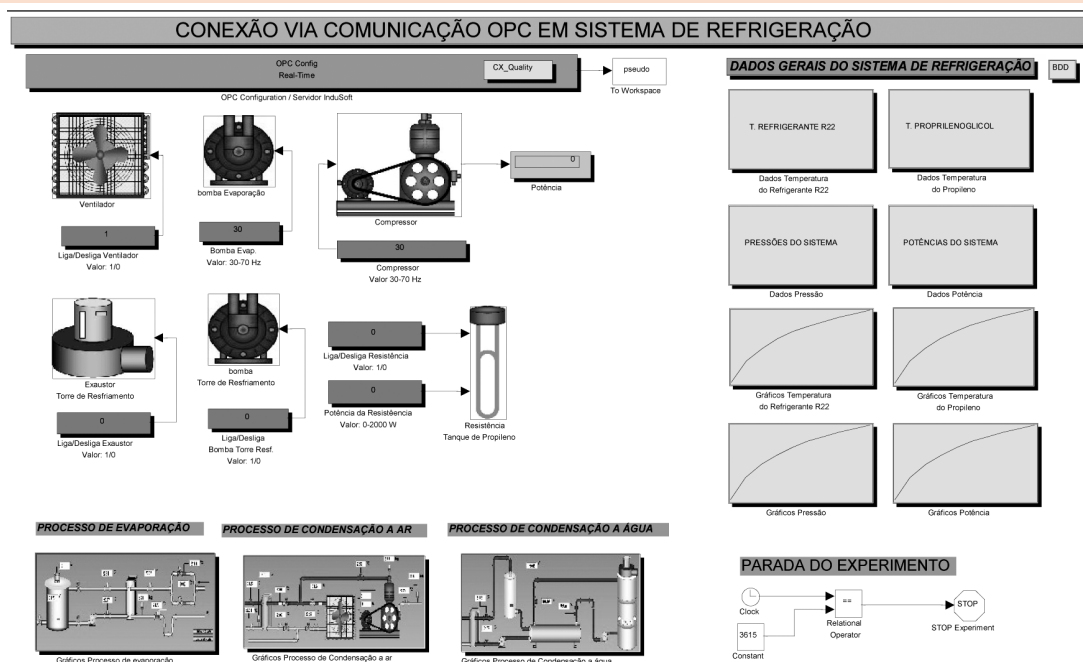 CONEXÃO VIA COMUNICAÇÃO OPC EM SISTEMA DE REFRIGERAÇÃO
OPC Config
Real-Time
CX_Quality
OPC Configuration / Servidor InduSoft
pseudo
To Workspace
DADOS GERAIS DO SISTEMA DE REFRIGERAÇÃO
BDD
Ventilador
1
Liga/Desliga Ventilador
Valor: 1/0
bomba Evaporação
30
Bomba Evap.
Valor: 30-70 Hz
Compressor
30
Compressor
Valor 30-70 Hz
0
Potência
T. REFRIGERANTE R22
Dados Temperatura
do Refrigerante R22
T. PROPRILENOGLICOL
Dados Temperatura
do Propileno
PRESSÕES DO SISTEMA
Dados Pressão
POTÊNCIAS DO SISTEMA
Dados Potência
Exaustor
Torre de Resfriamento
0
Liga/Desliga Exaustor
Valor: 1/0
bomba
Torre de Resfriamento
0
Liga/Desliga
Bomba Torre Resf.
Valor: 1/0
0
Liga/Desliga Resistência
Valor: 1/0
0
Potência da Resistêencia
Valor: 0-2000 W
Resistência
Tanque de Propileno
Gráficos Temperatura
do Refrigerante R22
Gráficos Temperatura
do Propileno
Gráficos Pressão
Gráficos Potência
PROCESSO DE EVAPORAÇÃO
PROCESSO DE CONDENSAÇÃO A AR
PROCESSO DE CONDENSAÇÃO A ÁGUA
Gráficos Processo de evaporação
Gráficos Processo de Condensação a ar
Gráficos Processo de Condensação a água
PARADA DO EXPERIMENTO
Clock
3615
Constant
==
Relational
Operator
STOP
STOP Experiment